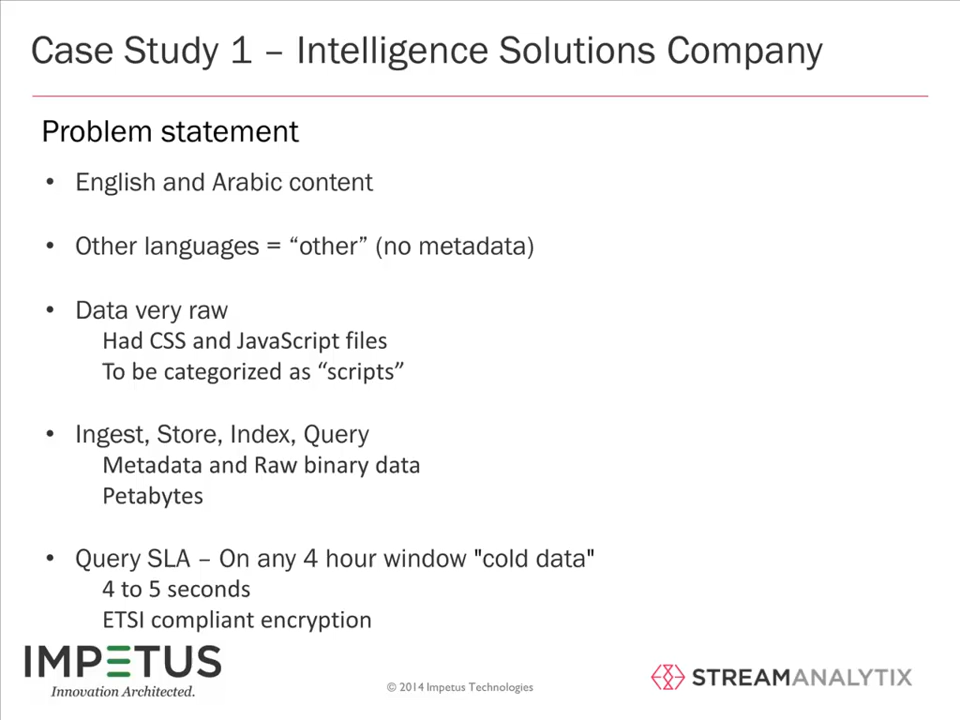 Case Study 1 – Intelligence Solutions Company
Problem statement
• English and Arabic content
• Other languages = “other” (no metadata)
• Data very raw
Had CSS and JavaScript files
To be categorized as “scripts”
• Ingest, Store, Index, Query
Metadata and Raw binary data
Petabytes
• Query SLA – On any 4 hour window "cold data"
4 to 5 seconds
ETSI compliant encryption
IMPETUS
Innovation Architected.
© 2014 Impetus Technologies
STREAMANALYTIX